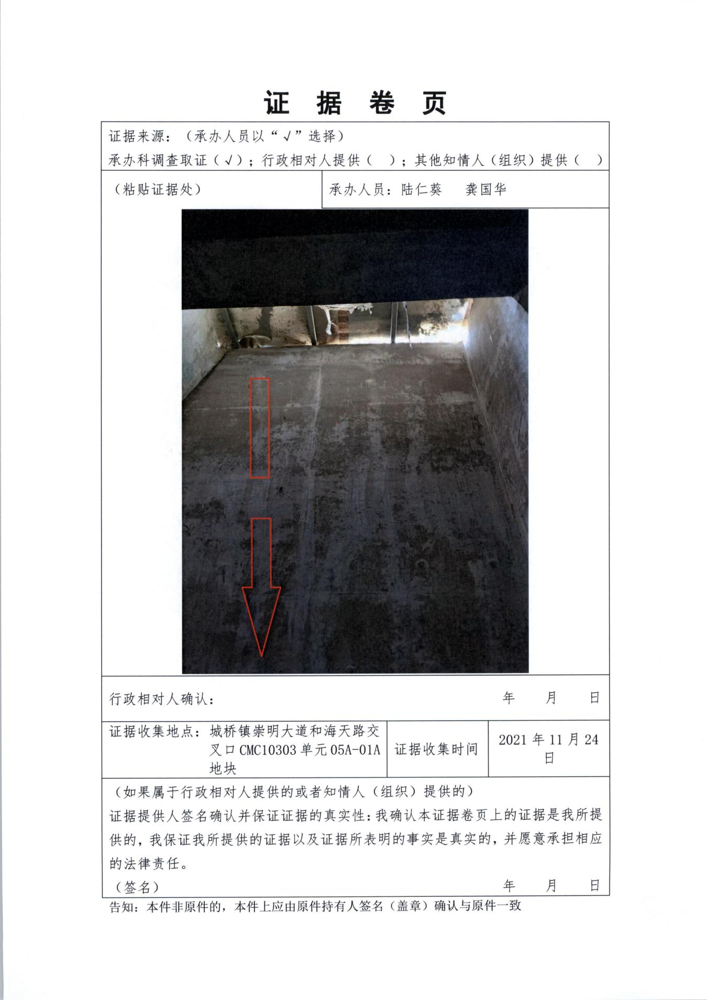 证 据 卷 页
证据来源：（承办人员以“√”选择）
承办科调查取证（√）；行政相对人提供（ ）；其他知情人（组织）提供（ ）
（粘贴证据处）
承办人员：陆仁葵 龚国华
行政相对人确认： 年 月 日
证据收集地点：城桥镇崇明大道和海天路交
叉口CMC10303单元05A-01A
地块
证据收集时间
2021 年 11 月 24
日
（如果属于行政相对人提供的或者知情人（组织）提供的）
证据提供人签名确认并保证证据的真实性：我确认本证据卷页上的证据是我所提
供的，我保证我所提供的证据以及证据所表明的事实是真实的，并愿意承担相应
的法律责任。
（签名） 年 月 日
告知：本件非原件的，本件上应由原件持有人签名（盖章）确认与原件一致